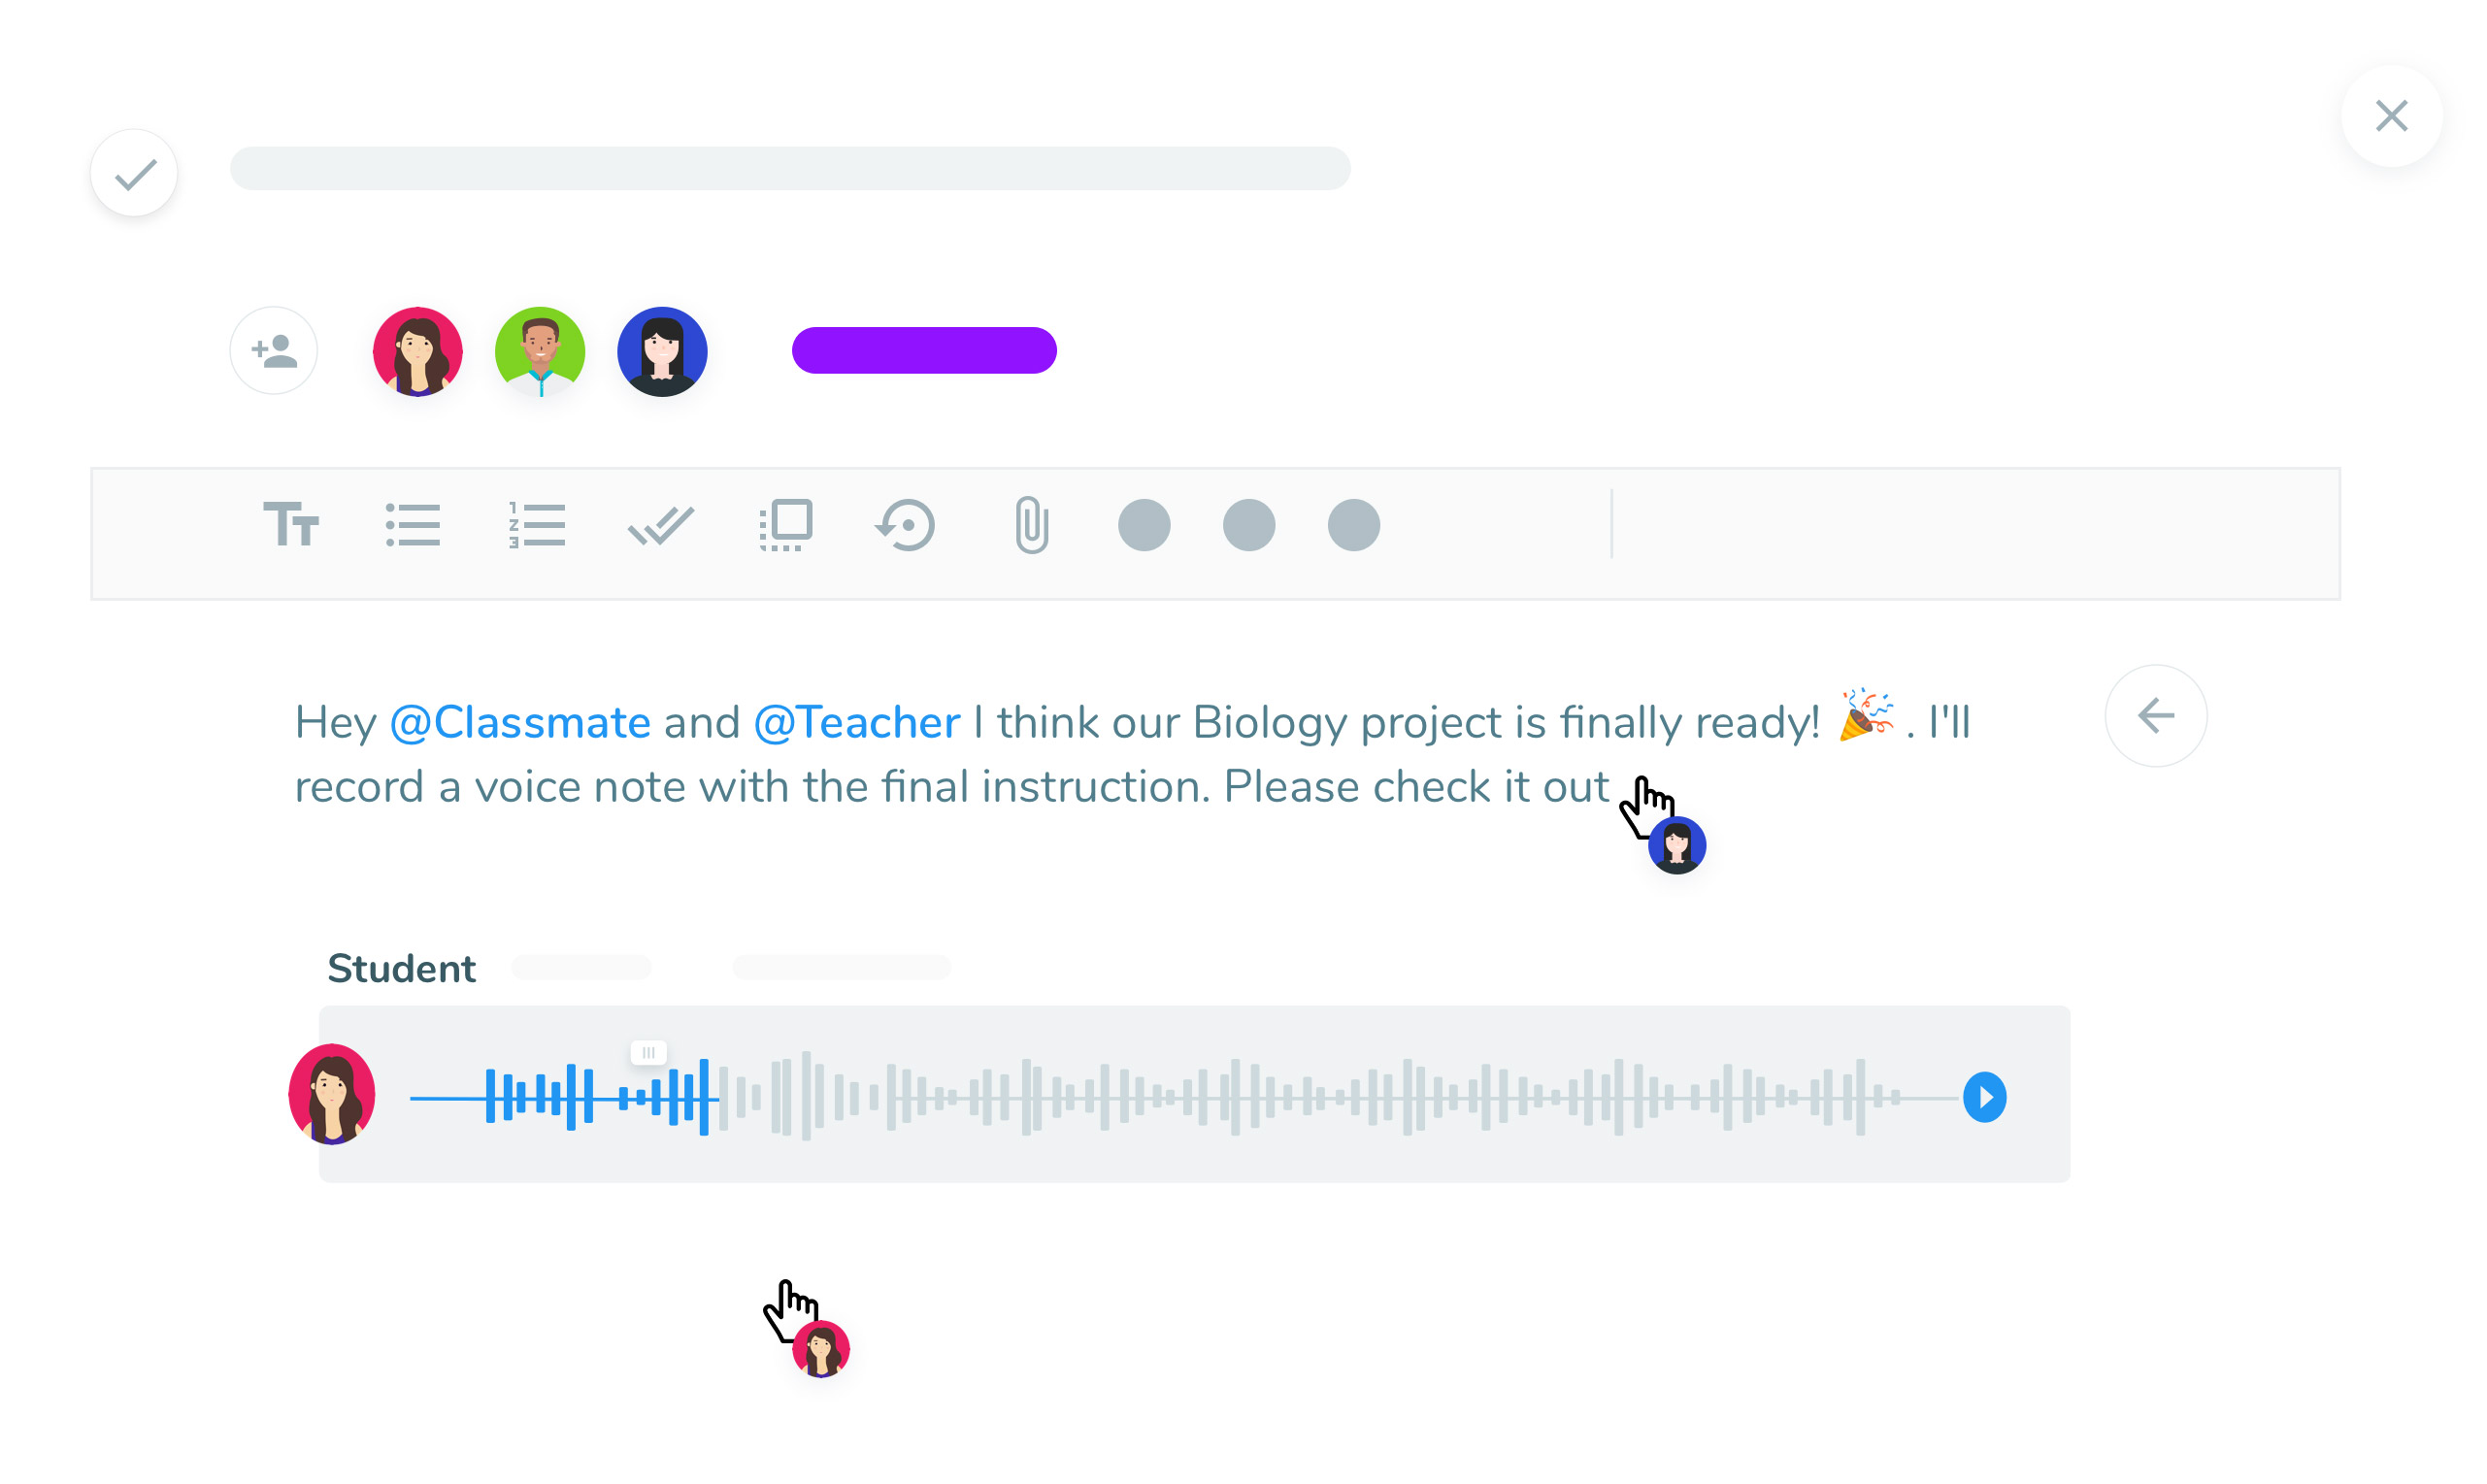 Hey @Classmate and @Teacher I think our Biology project is finally ready! 🎉 . I'll
record a voice note with the final instruction. Please check it out
Student